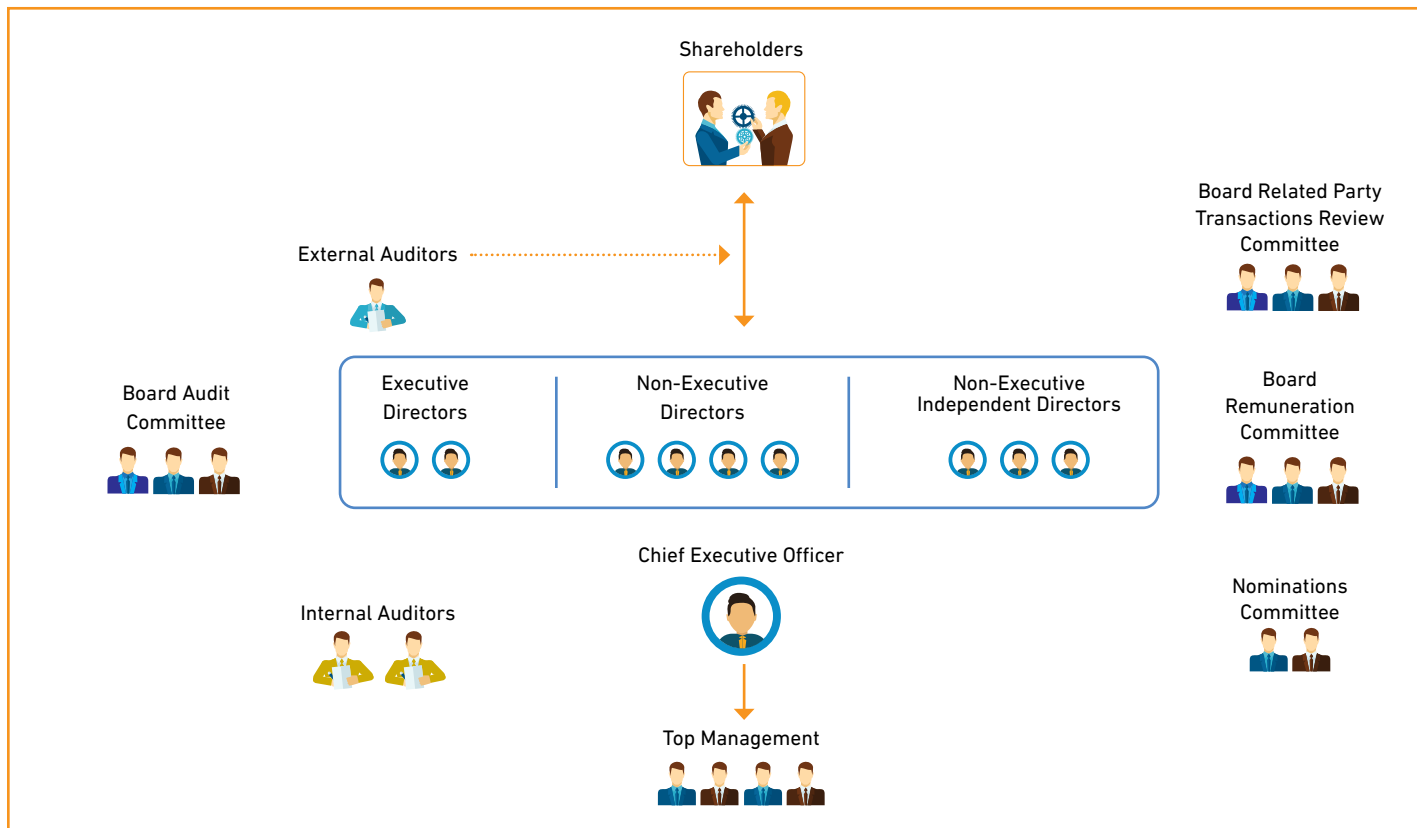 Shareholders
Board Related Party
Transactions Review
Committee
External Auditors
Board Audit
Committee
Executive
Directors
Non-Executive
Directors
Non-Executive
Independent Directors
Board
Remuneration
Committee
Chief Executive Officer
Internal Auditors
Nominations
Committee
Top Management